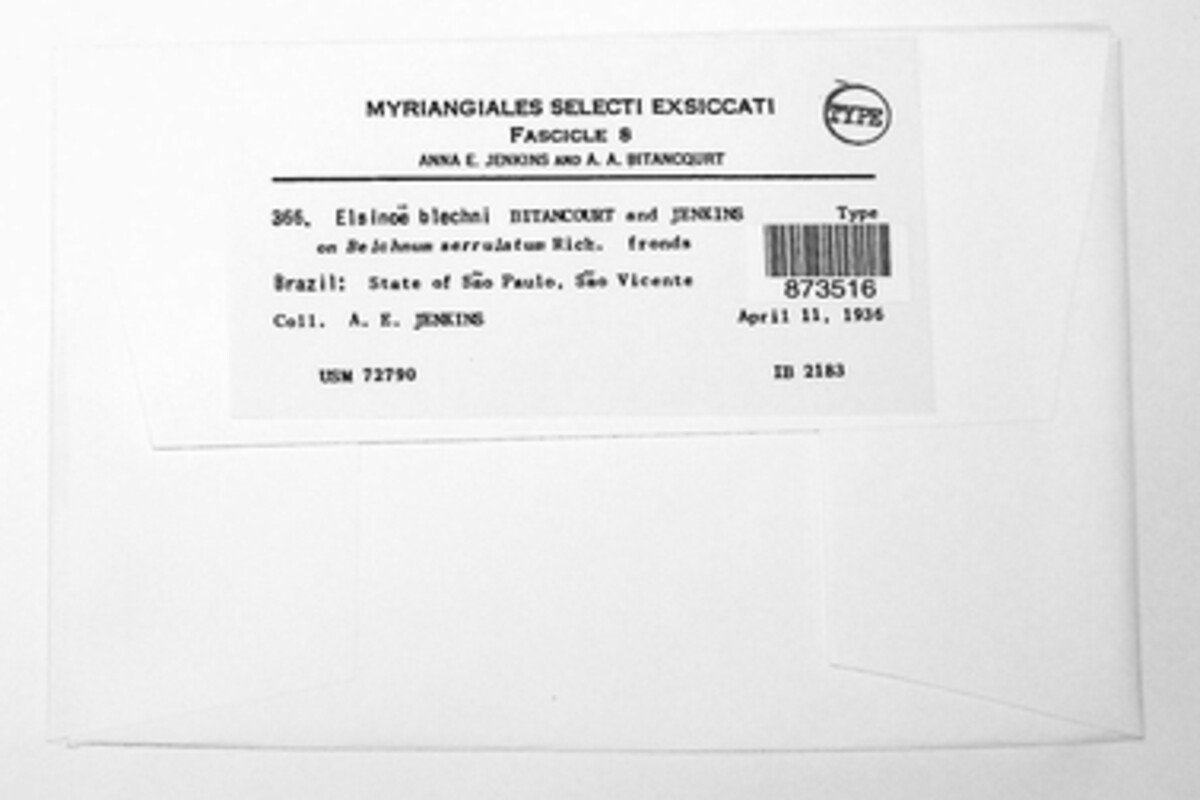 MYRIANGIALES SELECTI EXSICCATI
FASCICLE 8
TYPE
ANNA E. JENKINS AND A. A. BITANCOURT
366. Elsinoë blechni BITANCOURT and JENKINS Type
on Belchnum serrulatum Rich. fronds
Brazil: State of São Paulo, São Vicente
873516
Coll. A. E. JENKINS April 11, 1936
USM 72790 IB 2183